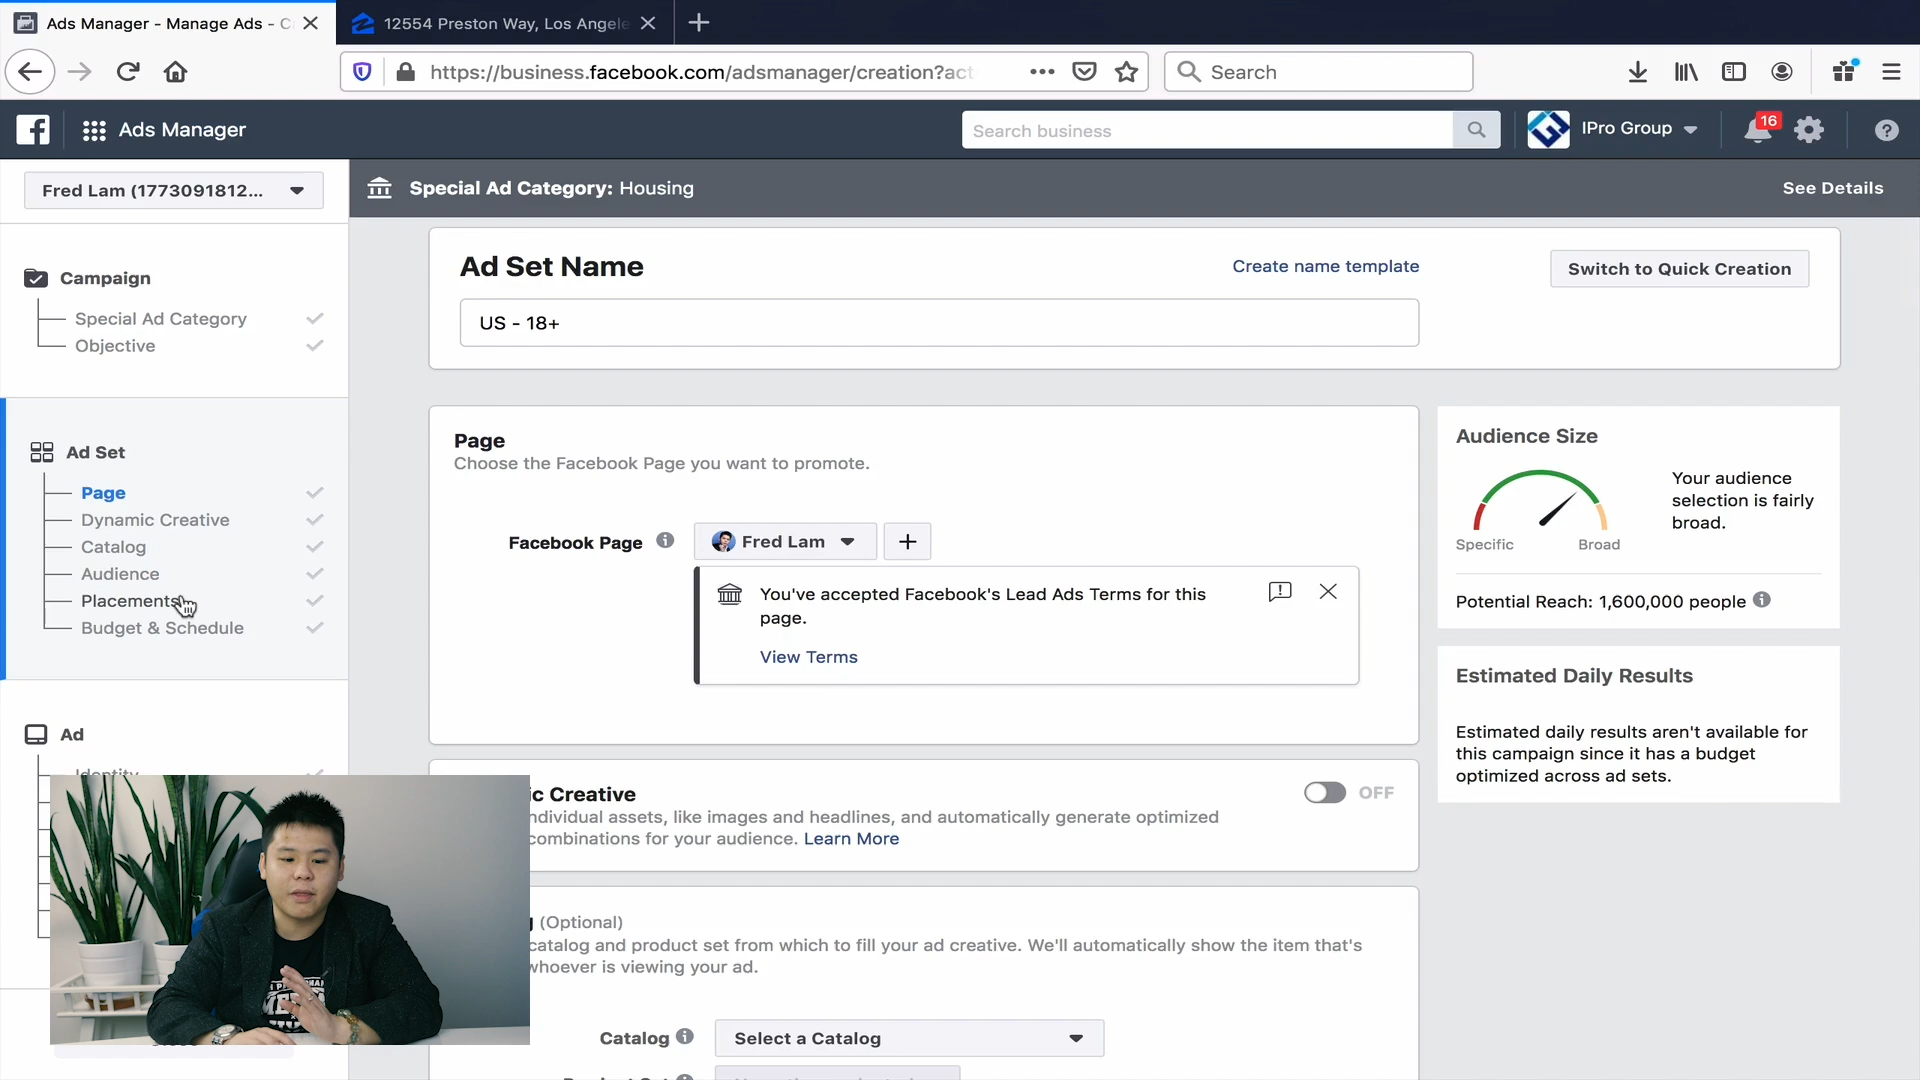 Ads Manager - Manage Ads - C
12554 Preston Way, Los Angele
https://business.facebook.com/adsmanager/creation?act
Search
Ads Manager
Search business
IPro Group
16
Fred Lam (1773091812...
Special Ad Category: Housing
See Details
Campaign
Special Ad Category
Objective
Ad Set
Page
Dynamic Creative
Catalog
Audience
Placements
Budget & Schedule
Ad
Identity
Ad Set Name
Create name template
Switch to Quick Creation
US - 18+
Page
Choose the Facebook Page you want to promote.
Facebook Page
Fred Lam
You've accepted Facebook's Lead Ads Terms for this
page.
View Terms
Audience Size
Your audience
selection is fairly
broad.
Specific
Broad
Potential Reach: 1,600,000 people
Estimated Daily Results
Estimated daily results aren't available for
this campaign since it has a budget
optimized across ad sets.
ic Creative
OFF
ndividual assets, like images and headlines, and automatically generate optimized
combinations for your audience. Learn More
(Optional)
catalog and product set from which to fill your ad creative. We'll automatically show the item that's
whoever is viewing your ad.
Catalog
Select a Catalog